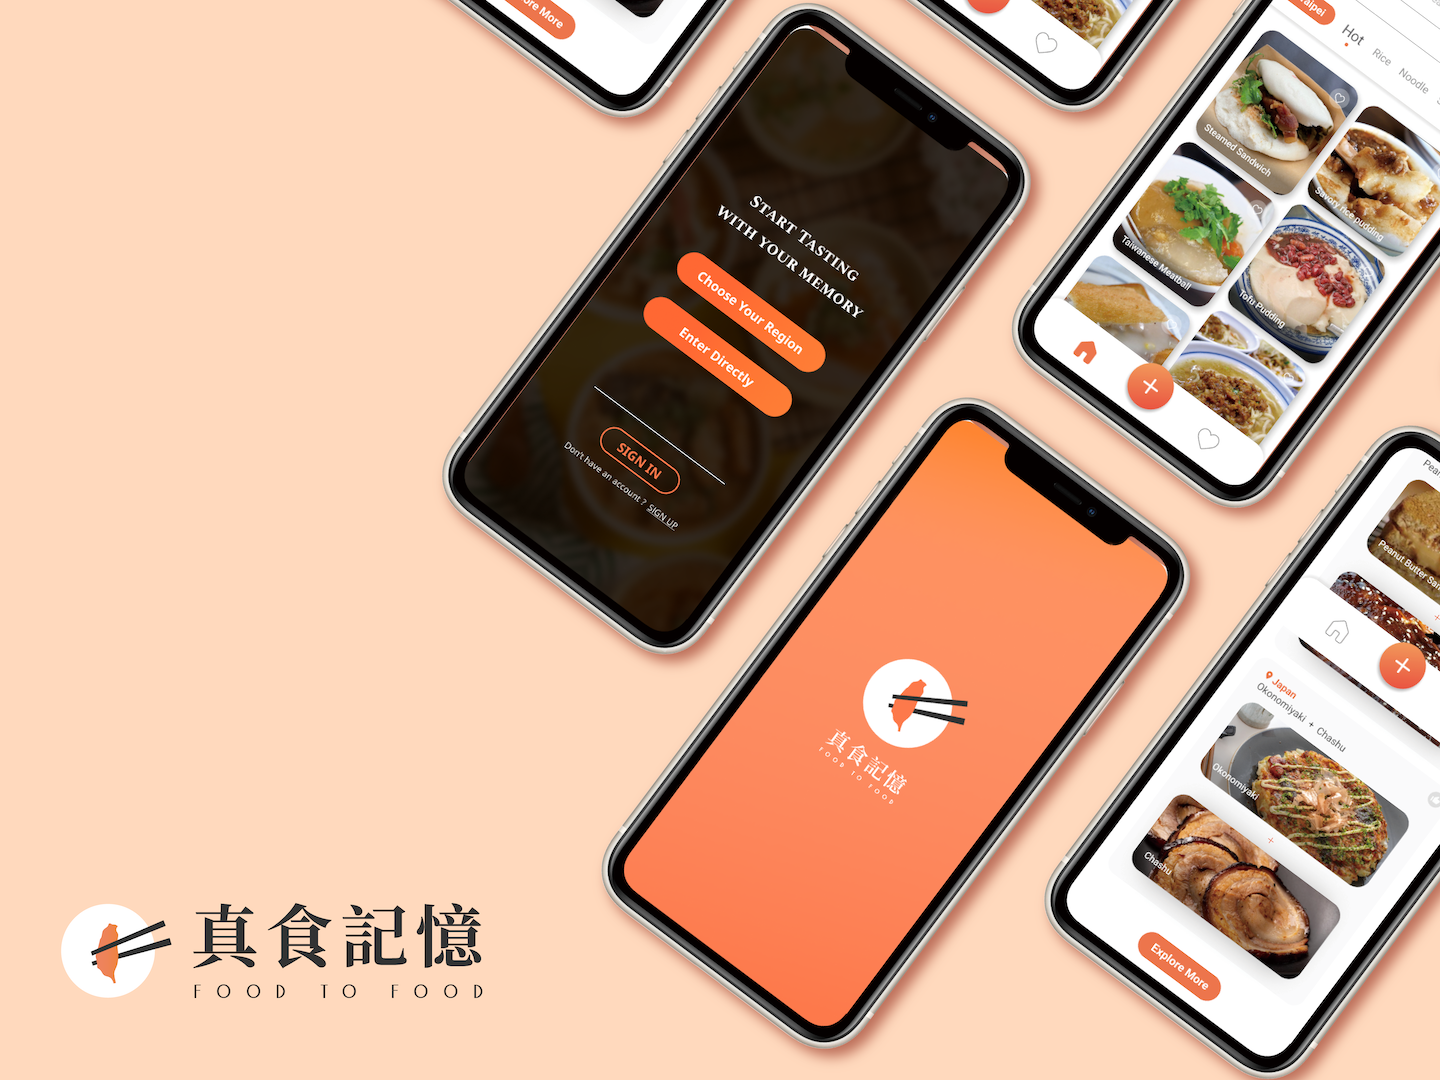 Explore More
START TASTING
WITH YOUR MEMORY
Choose Your Region
Enter Directly
SIGN IN
Don't have an account ? SIGN UP
Taipei
Hot
Rice
Noodle
Steamed Sandwich
Savory rice pudding
Taiwanese Meatball
Tofu Pudding
真食記憶
FOOD TO FOOD
Peanut Butter
Japan
Okonomiyaki + Chashu
Okonomiyaki
+
Chashu
Explore More
真食記憶
FOOD TO FOOD